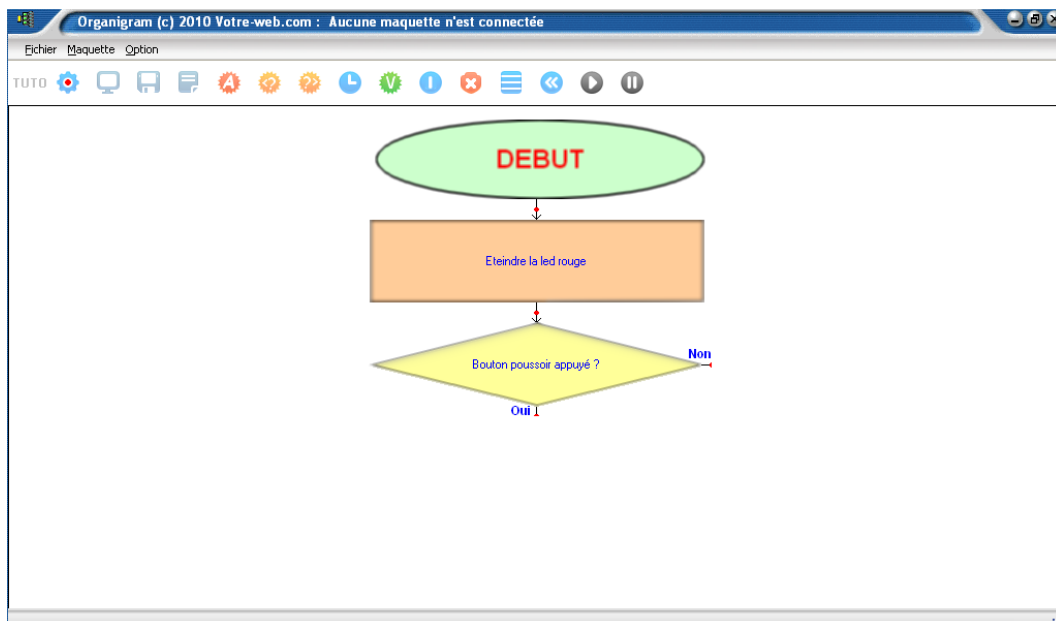 Organigram (c) 2010 Votre-web.com : Aucune maquette n'est connectée
Fichier Maquette Option
TUTO A ? ?> V I
DEBUT
Eteindre la led rouge
Bouton poussoir appuyé ?
Non
Oui